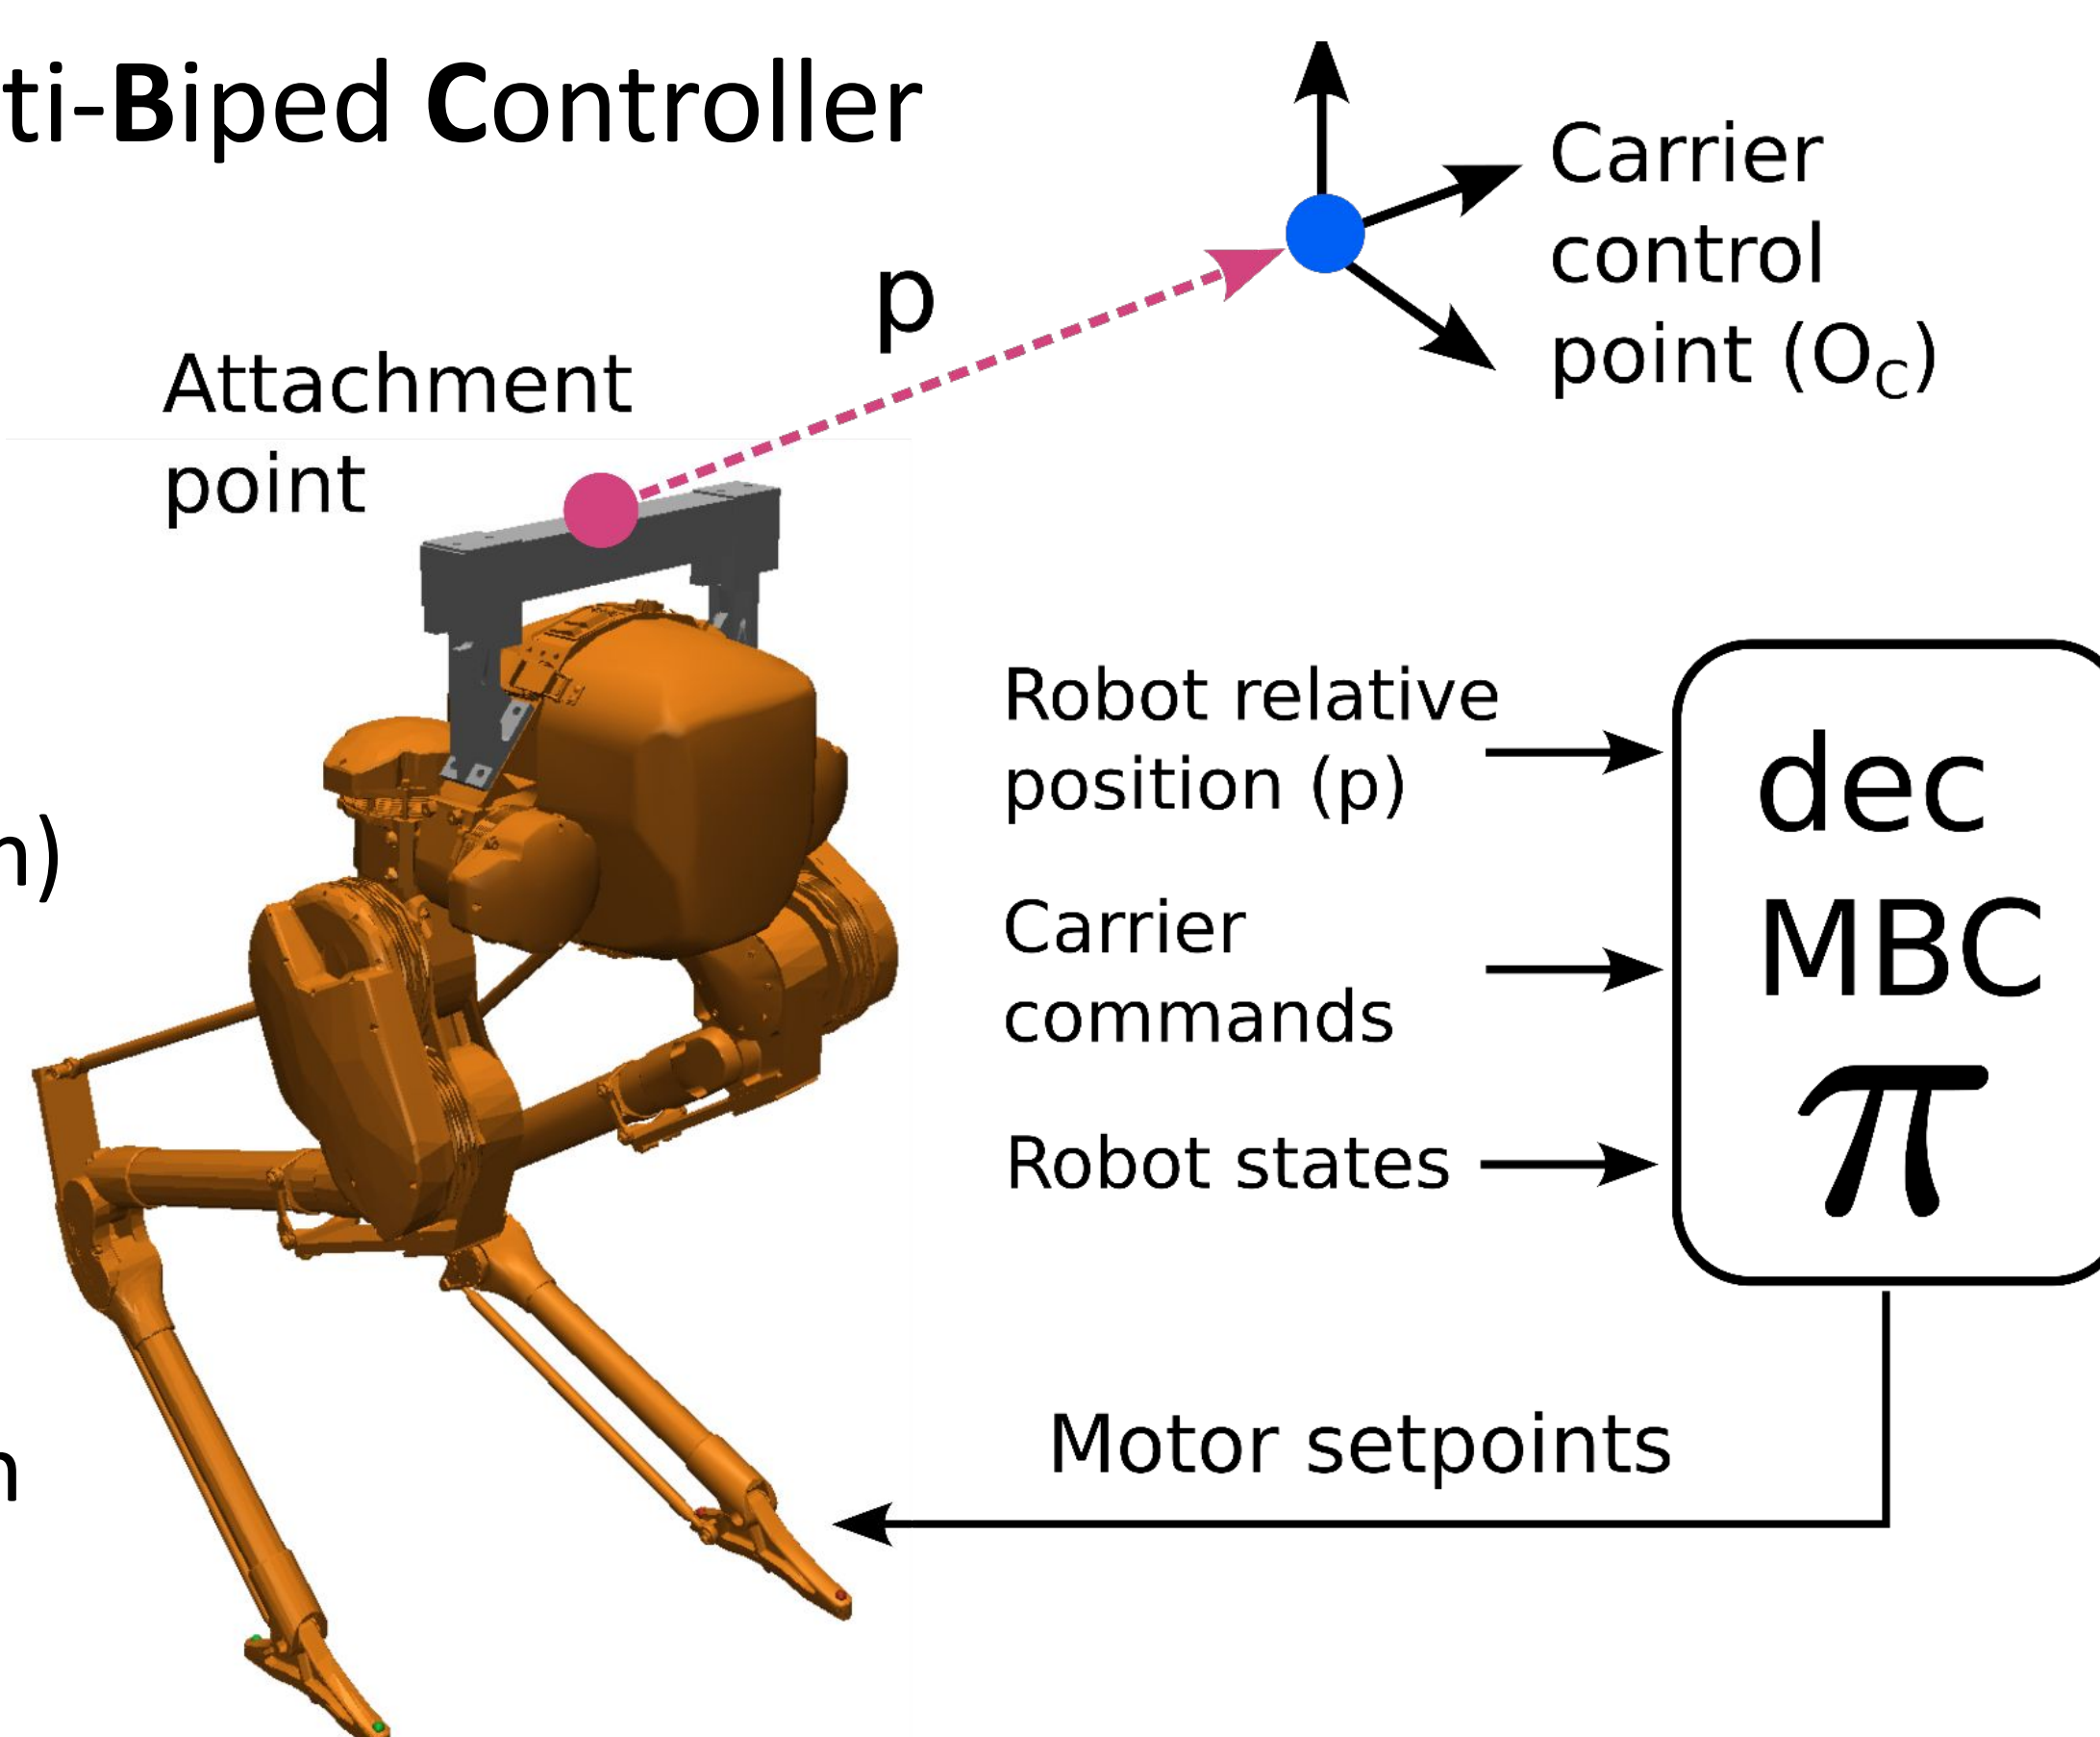 ti-Biped Controller
p
Carrier
control
point (O_C)
Attachment
point
Robot relative
position (p)
Carrier
commands
Robot states
n)
dec
MBC
π
Motor setpoints